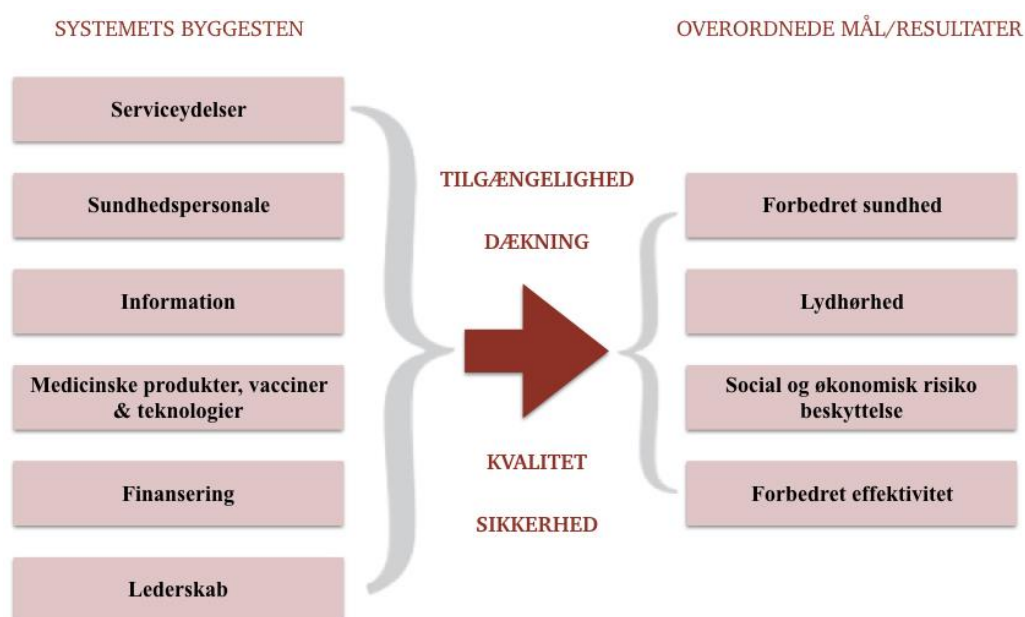 SYSTEMETS BYGGESTEN
Serviceydelser
Sundhedspersonale
Information
Medicinske produkter, vacciner
& teknologier
Finansering
Lederskab
TILGÆNGELIGHED
DÆKNING
KVALITET
SIKKERHED
OVERORDNEDE MÅL/RESULTATER
Forbedret sundhed
Lydhørhed
Social og økonomisk risiko
beskyttelse
Forbedret effektivitet